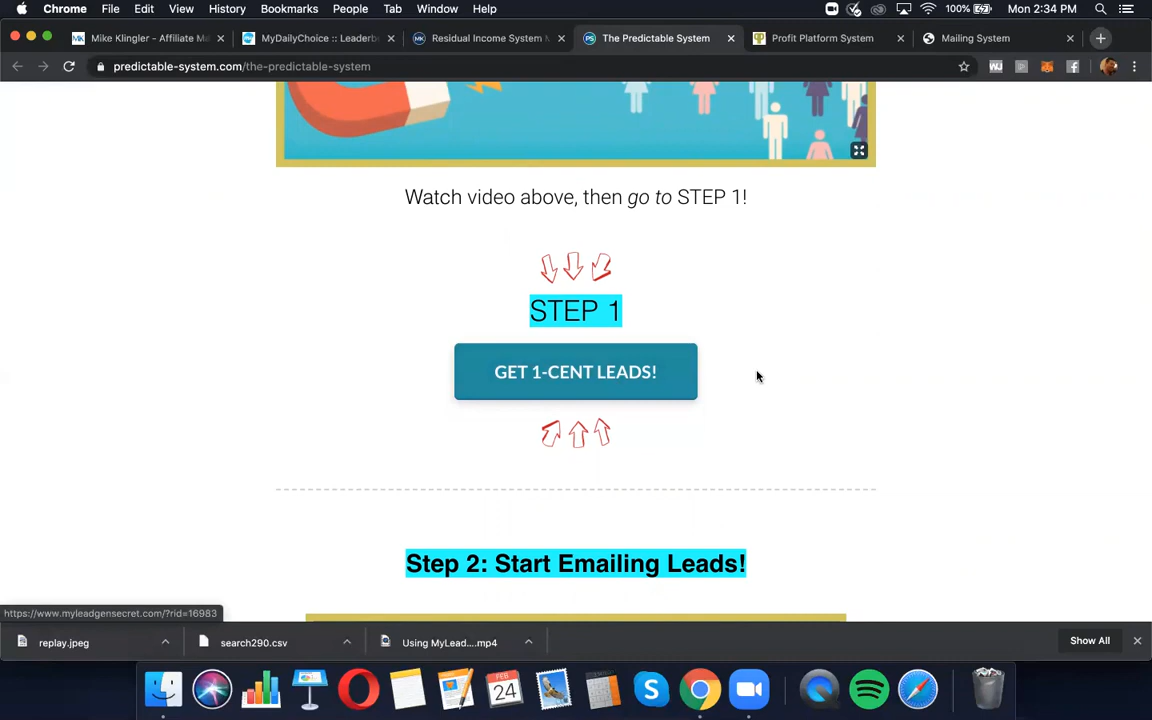 Chrome File Edit View History Bookmarks People Tab Window Help 100% Mon 2:34 PM
Mike Klingler - Affiliate Ma MyDailyChoice :: Leaderb Residual Income System M The Predictable System Profit Platform System Mailing System
predictable-system.com/the-predictable-system
Watch video above, then go to STEP 1!
STEP 1
GET 1-CENT LEADS!
Step 2: Start Emailing Leads!
https://www.myleadgensecret.com/?rid=16983
replay.jpeg search290.csv Using MyLead....mp4 Show All
FEB
24